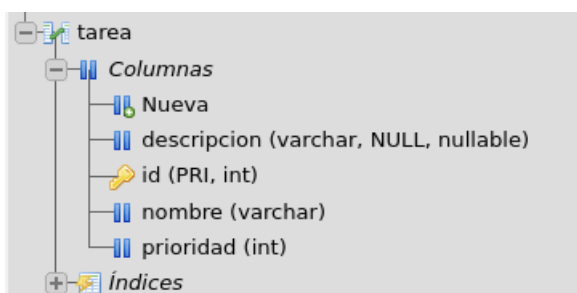 tarea
Columnas
Nueva
descripcion (varchar, NULL, nullable)
id (PRI, int)
nombre (varchar)
prioridad (int)
Índices